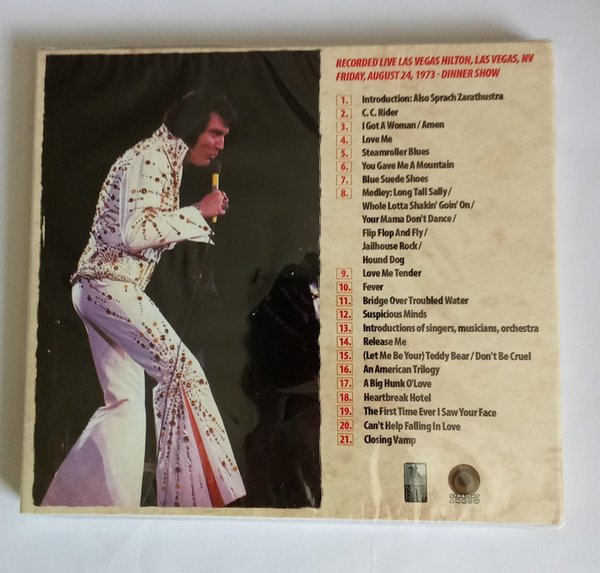 RECORDED LIVE LAS VEGAS HILTON, LAS VEGAS, NV
FRIDAY, AUGUST 24, 1973 - DINNER SHOW
1. Introduction: Also Sprach Zarathustra
2. C. C. Rider
3. I Got A Woman / Amen
4. Love Me
5. Steamroller Blues
6. You Gave Me A Mountain
7. Blue Suede Shoes
8. Medley: Long Tall Sally /
Whole Lotta Shakin' Goin' On /
Your Mama Don't Dance /
Flip Flop And Fly /
Jailhouse Rock /
Hound Dog
9. Love Me Tender
10. Fever
11. Bridge Over Troubled Water
12. Suspicious Minds
13. Introductions of singers, musicians, orchestra
14. Release Me
15. (Let Me Be Your) Teddy Bear / Don't Be Cruel
16. An American Trilogy
17. A Big Hunk O'Love
18. Heartbreak Hotel
19. The First Time Ever I Saw Your Face
20. Can't Help Falling In Love
21. Closing Vamp
STRAIGHT
ARROW